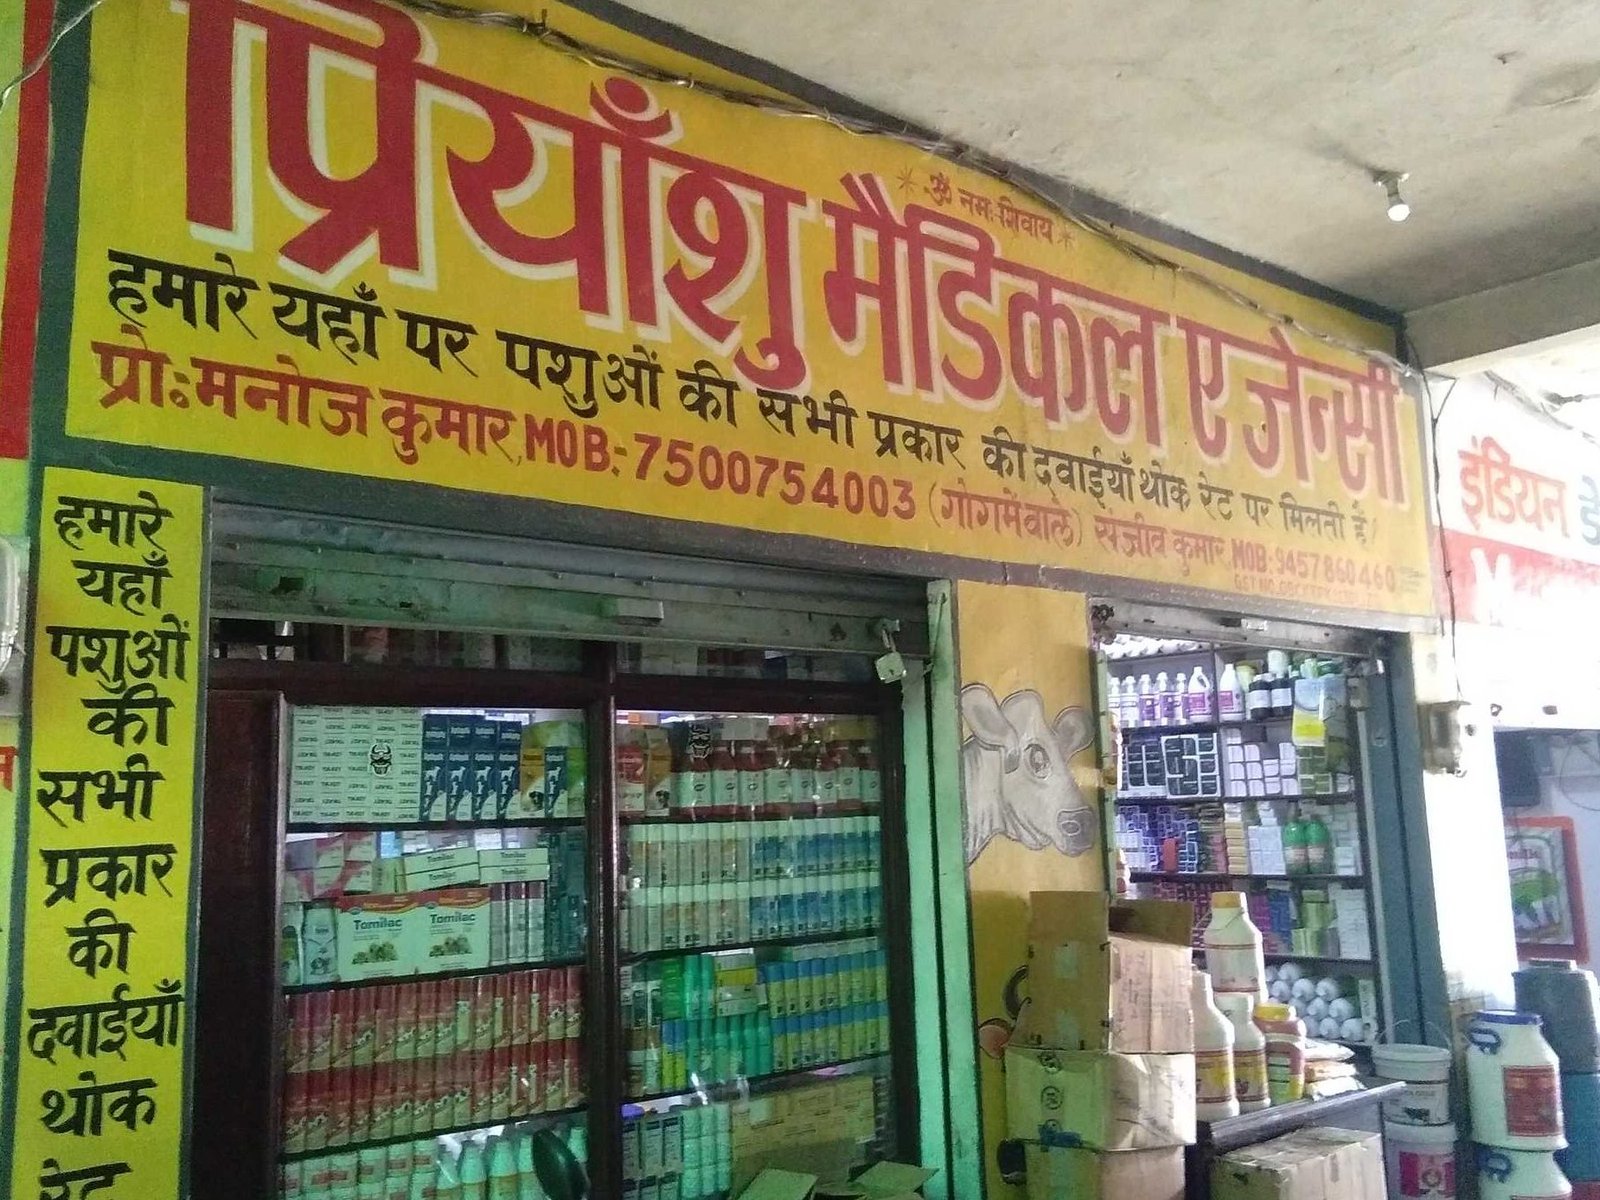 ॐ नमः शिवाय
प्रियाँशु मैडिकल एजेन्सी
हमारे यहाँ पर पशुओं की सभी प्रकार की दवाईयाँ थोक रेट पर मिलती हैं।
प्रोः मनोज कुमार, MOB:-7500754003 (गोगमेंवाले) संजीव कुमार, MOB:-9457860460
हमारे
यहाँ
पशुओं
की
सभी
प्रकार
की
दवाईयाँ
थोक
रेट
इंडियन
Tomilac Tomilac